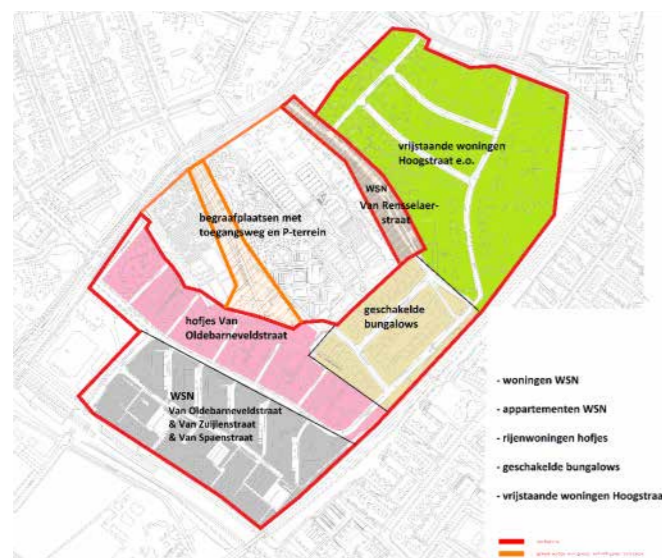 vrijstaande woningen
Hoogstraat e.o.
WSN
Van Rensselaer-
straat
begraafplaatsen met
toegangsweg en P-terrein
geschakelde
bungalows
hofjes Van
Oldebarneveldstraat
WSN
Van Oldebarneveldstraat
& Van Zuijlenstraat
& Van Spaenstraat
- woningen WSN
- appartementen WSN
- rijenwoningen hofjes
- geschakelde bungalows
- vrijstaande woningen Hoogstraat